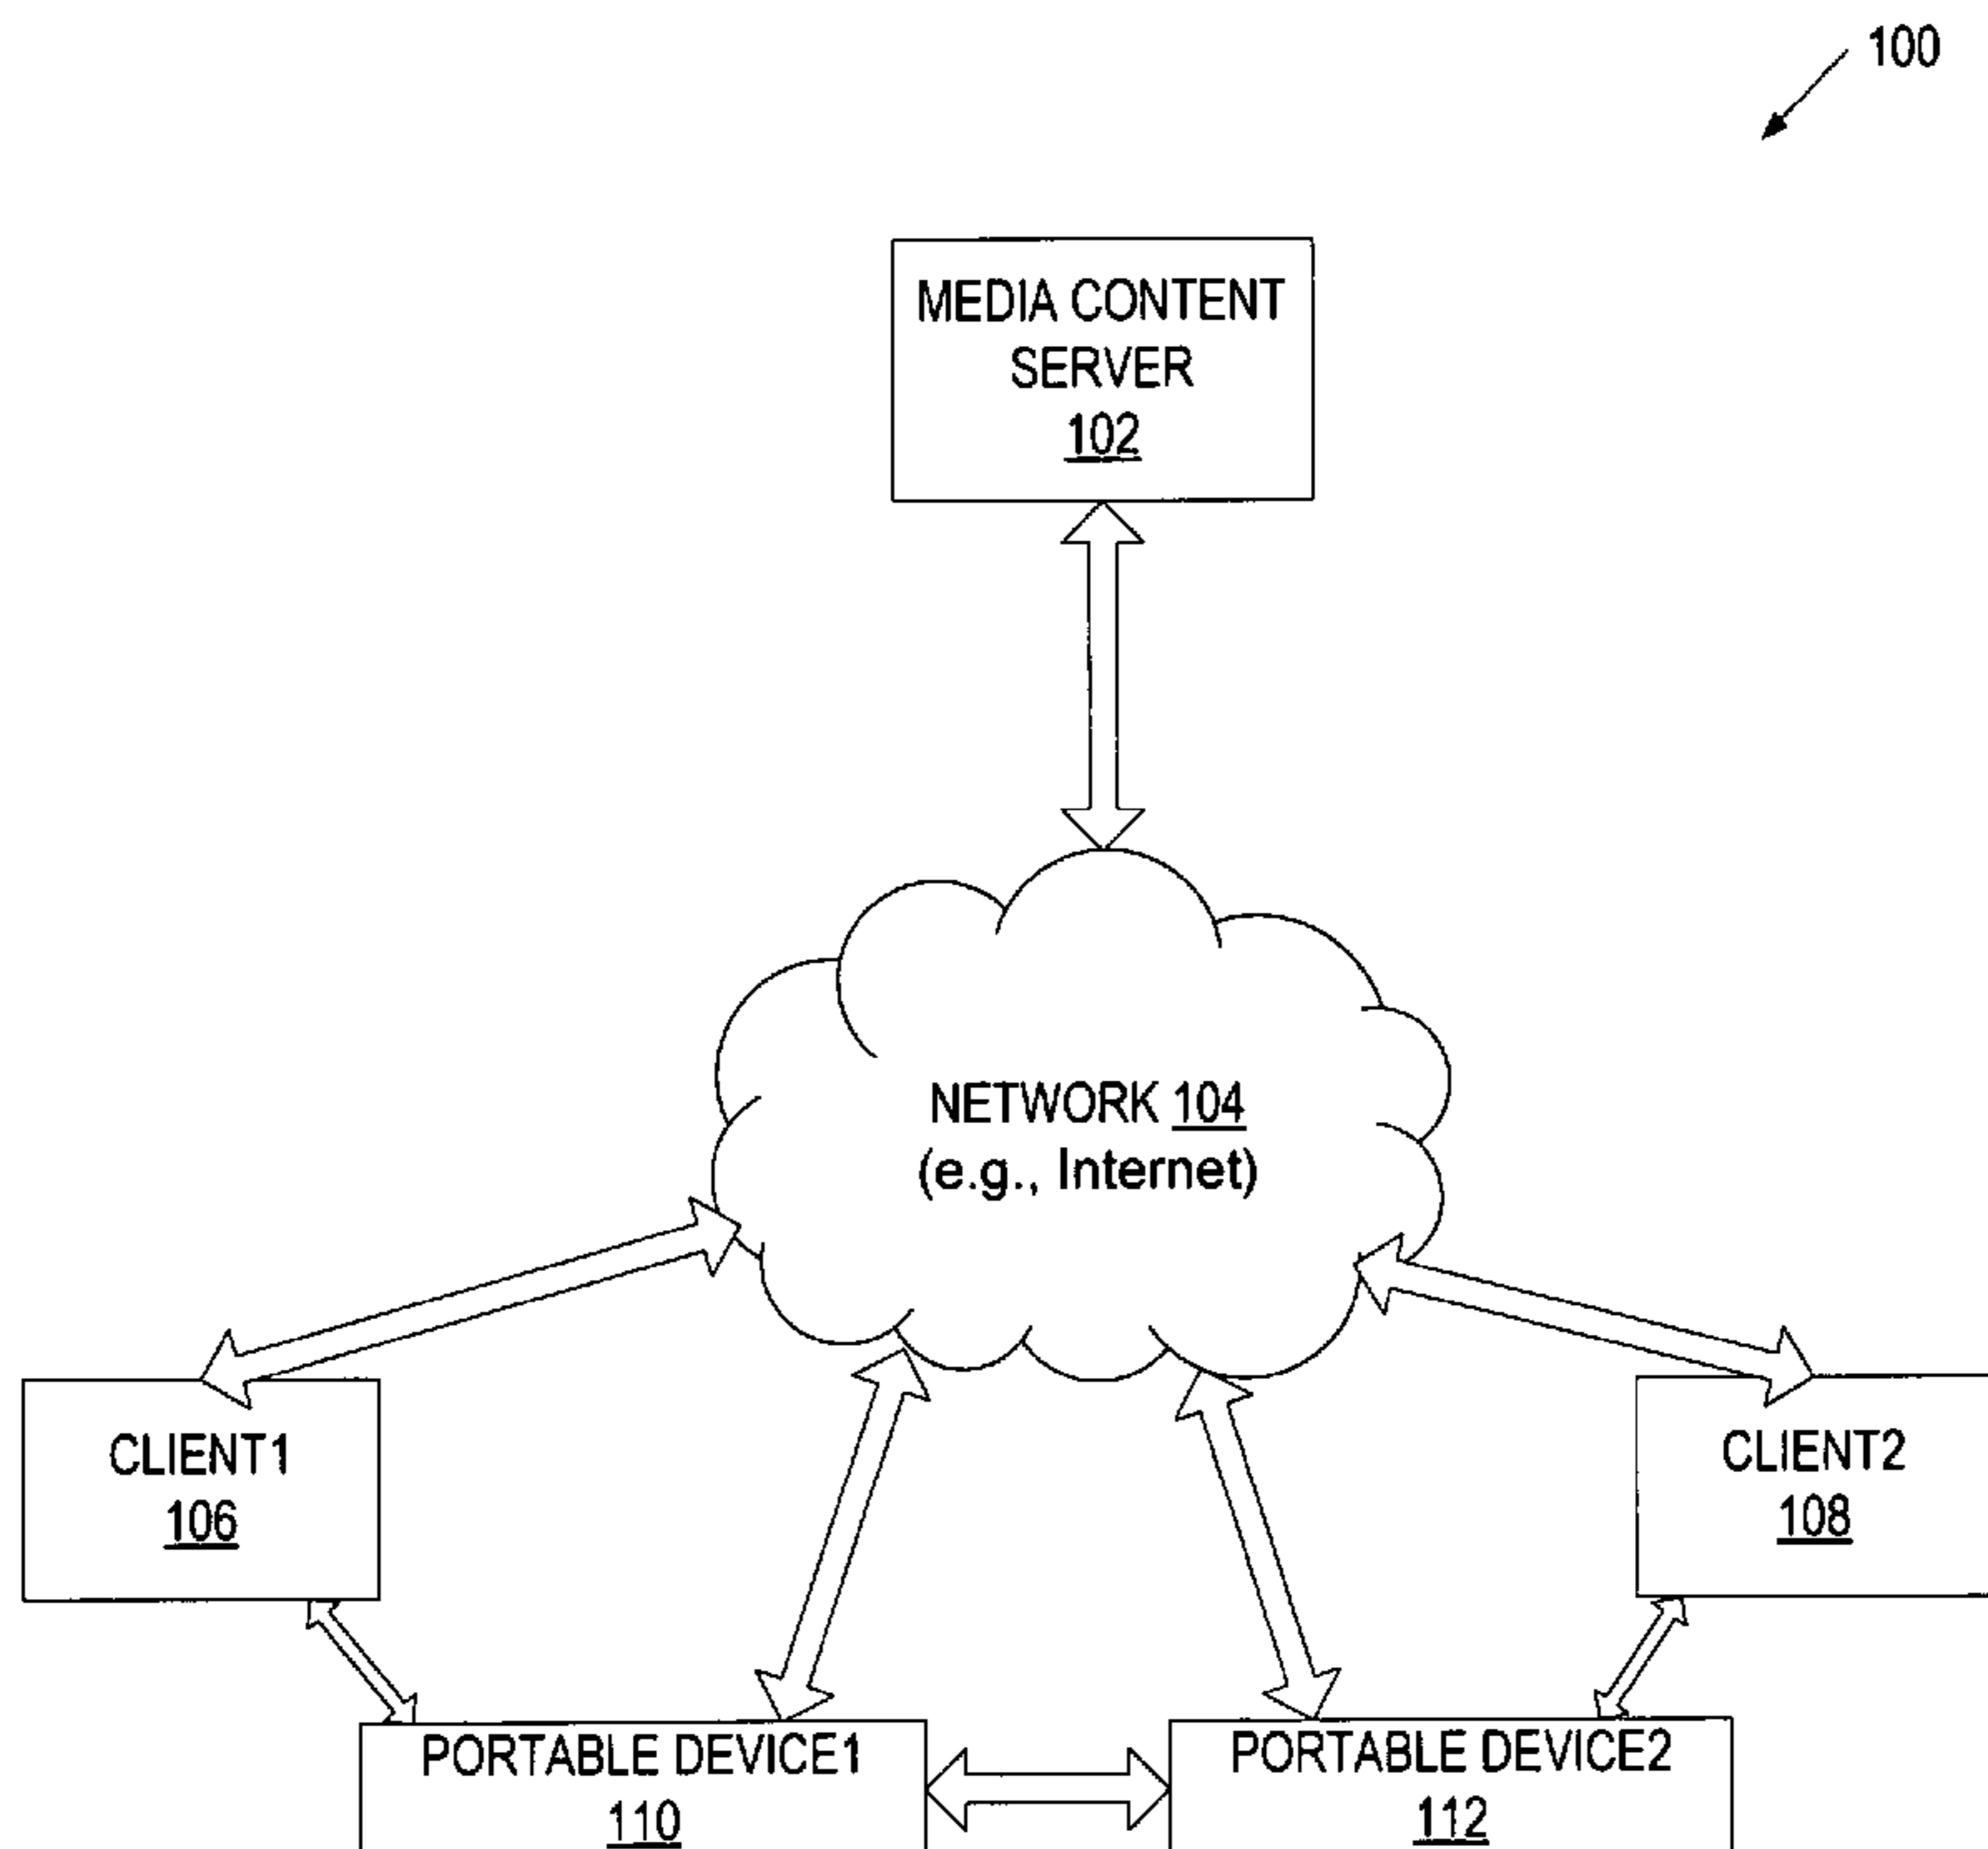 100
MEDIA CONTENT
SERVER
102
NETWORK 104
(e.g., Internet)
CLIENT1
106
CLIENT2
108
PORTABLE DEVICE1
110
PORTABLE DEVICE2
112